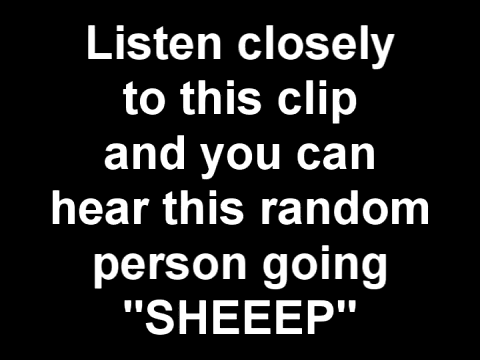 Listen closely
to this clip
and you can
hear this random
person going
"SHEEEP"